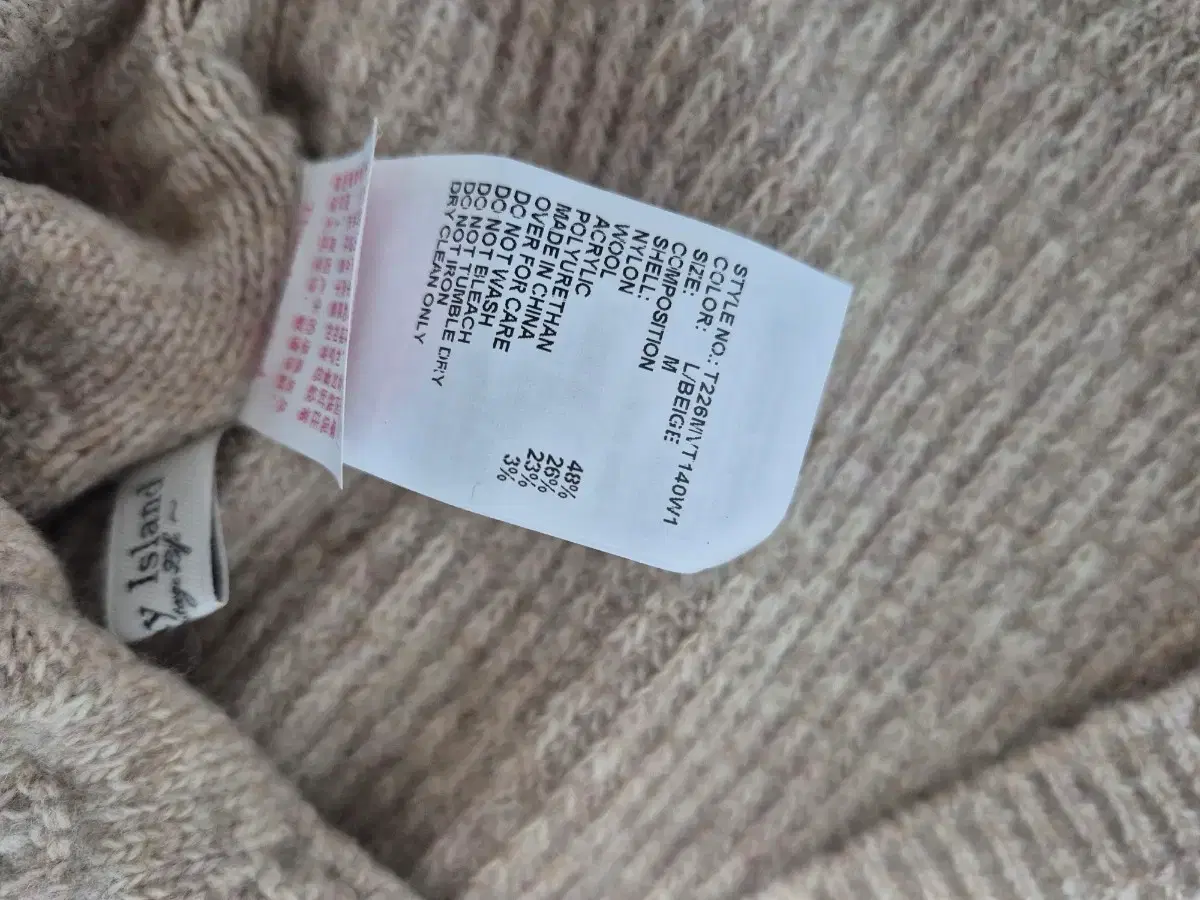 STYLE NO.: T226MVT140W1
COLOR: L/BEIGE
SIZE: M
COMPOSITION
SHELL:
NYLON 48%
WOOL 26%
ACRYLIC 23%
POLYURETHAN 3%
MADE IN CHINA
OVER FOR CARE
DO NOT WASH
DO NOT BLEACH
DO NOT TUMBLE DRY
DO NOT IRON
DRY CLEAN ONLY
Y Island